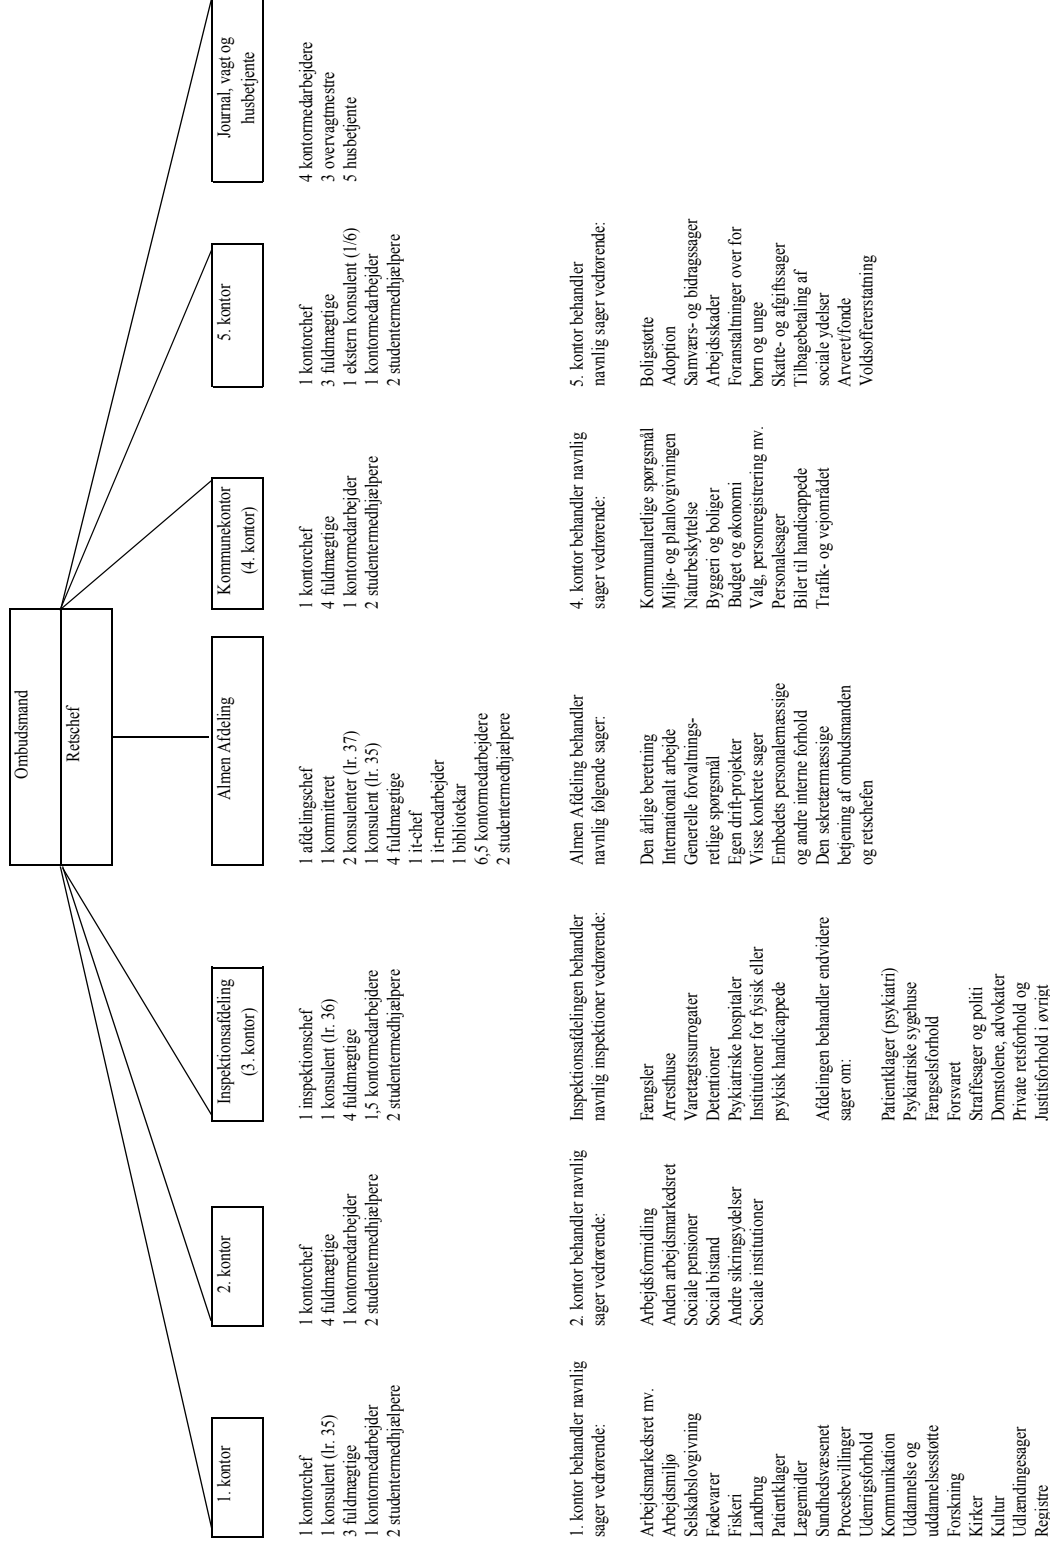 Ombudsmand
Retschef
1. kontor
1 kontorchef
1 konsulent (lr. 35)
3 fuldmægtige
1 kontormedarbejder
2 studentermedhjælpere
1. kontor behandler navnlig
sager vedrørende:
Arbejdsmarkedsret mv.
Arbejdsmiljø
Selskabslovgivning
Fødevarer
Fiskeri
Landbrug
Patientklager
Lægemidler
Sundhedsvæsenet
Procesbevillinger
Udenrigsforhold
Kommunikation
Uddannelse og
uddannelsesstøtte
Forskning
Kirker
Kultur
Udlændingesager
Registre
2. kontor
1 kontorchef
4 fuldmægtige
1 kontormedarbejder
2 studentermedhjælpere
2. kontor behandler navnlig
sager vedrørende:
Arbejdsformidling
Anden arbejdsmarkedsret
Sociale pensioner
Social bistand
Andre sikringsydelser
Sociale institutioner
Inspektionsafdeling
(3. kontor)
1 inspektionschef
1 konsulent (lr. 36)
4 fuldmægtige
1,5 kontormedarbejdere
2 studentermedhjælpere
Inspektionsafdelingen behandler
navnlig inspektioner vedrørende:
Fængsler
Arresthuse
Varetægtssurrogater
Detentioner
Psykiatriske hospitaler
Institutioner for fysisk eller
psykisk handicappede
Afdelingen behandler endvidere
sager om:
Patientklager (psykiatri)
Psykiatriske sygehuse
Fængselsforhold
Forsvaret
Straffesager og politi
Domstolene, advokater
Private retsforhold og
Justitsforhold i øvrigt
Almen Afdeling
1 afdelingschef
1 kommitteret
2 konsulenter (lr. 37)
1 konsulent (lr. 35)
4 fuldmægtige
1 it-chef
1 it-medarbejder
1 bibliotekar
6,5 kontormedarbejdere
2 studentermedhjælpere
Almen Afdeling behandler
navnlig følgende sager:
Den årlige beretning
Internationalt arbejde
Generelle forvaltnings-
retlige spørgsmål
Egen drift-projekter
Visse konkrete sager
Embedets personalemæssige
og andre interne forhold
Den sekretærmæssige
betjening af ombudsmanden
og retschefen
Kommunekontor
(4. kontor)
1 kontorchef
4 fuldmægtige
1 kontormedarbejder
2 studentermedhjælpere
4. kontor behandler navnlig
sager vedrørende:
Kommunalretlige spørgsmål
Miljø- og planlovgivningen
Naturbeskyttelse
Byggeri og boliger
Budget og økonomi
Valg, personregistrering mv.
Personalesager
Biler til handicappede
Trafik- og vejområdet
5. kontor
1 kontorchef
3 fuldmægtige
1 ekstern konsulent (1/6)
1 kontormedarbejder
2 studentermedhjælpere
5. kontor behandler
navnlig sager vedrørende:
Boligstøtte
Adoption
Samværs- og bidragssager
Arbejdsskader
Foranstaltninger over for
børn og unge
Skatte- og afgiftssager
Tilbagebetaling af
sociale ydelser
Arveret/fonde
Voldsoffererstatning
Journal, vagt og
husbetjente
4 kontormedarbejdere
3 overvagtmestre
5 husbetjente